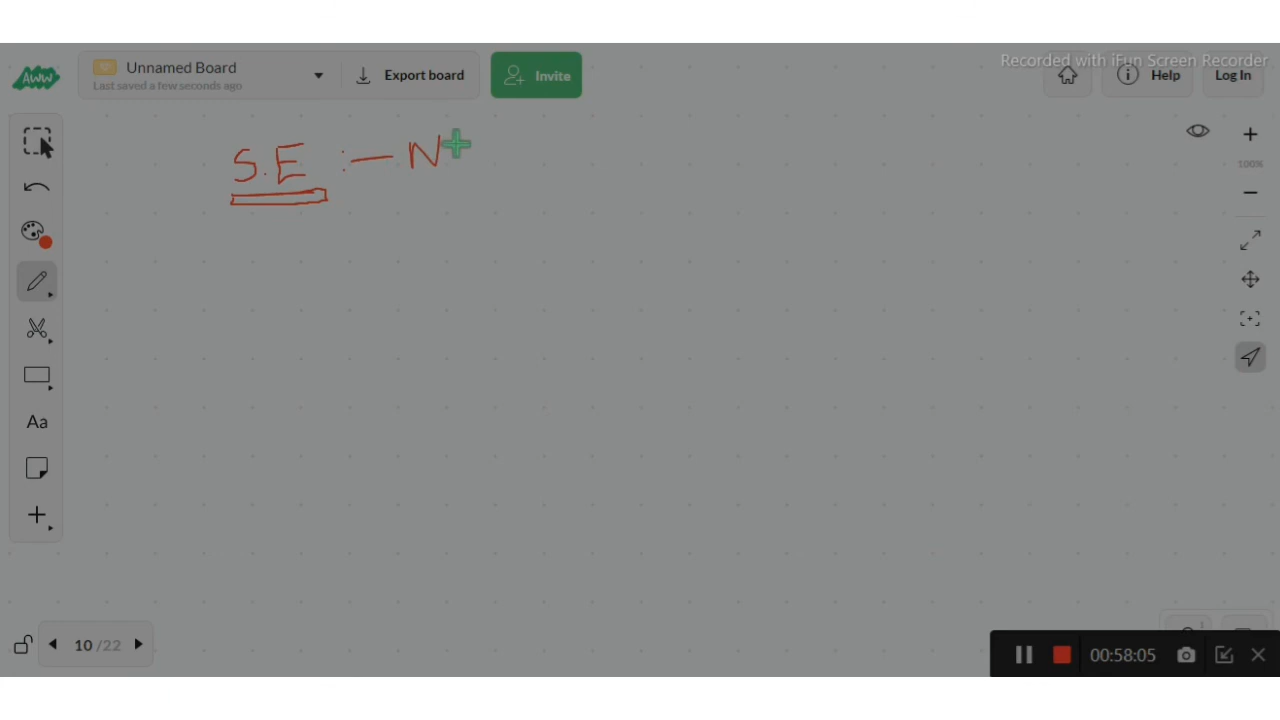 Recorded with iFun Screen Recorder
AWW
Unnamed Board
Last saved a few seconds ago
Export board
Invite
Help
Log In
S.E :- N
100%
Aa
10 /22
00:58:05